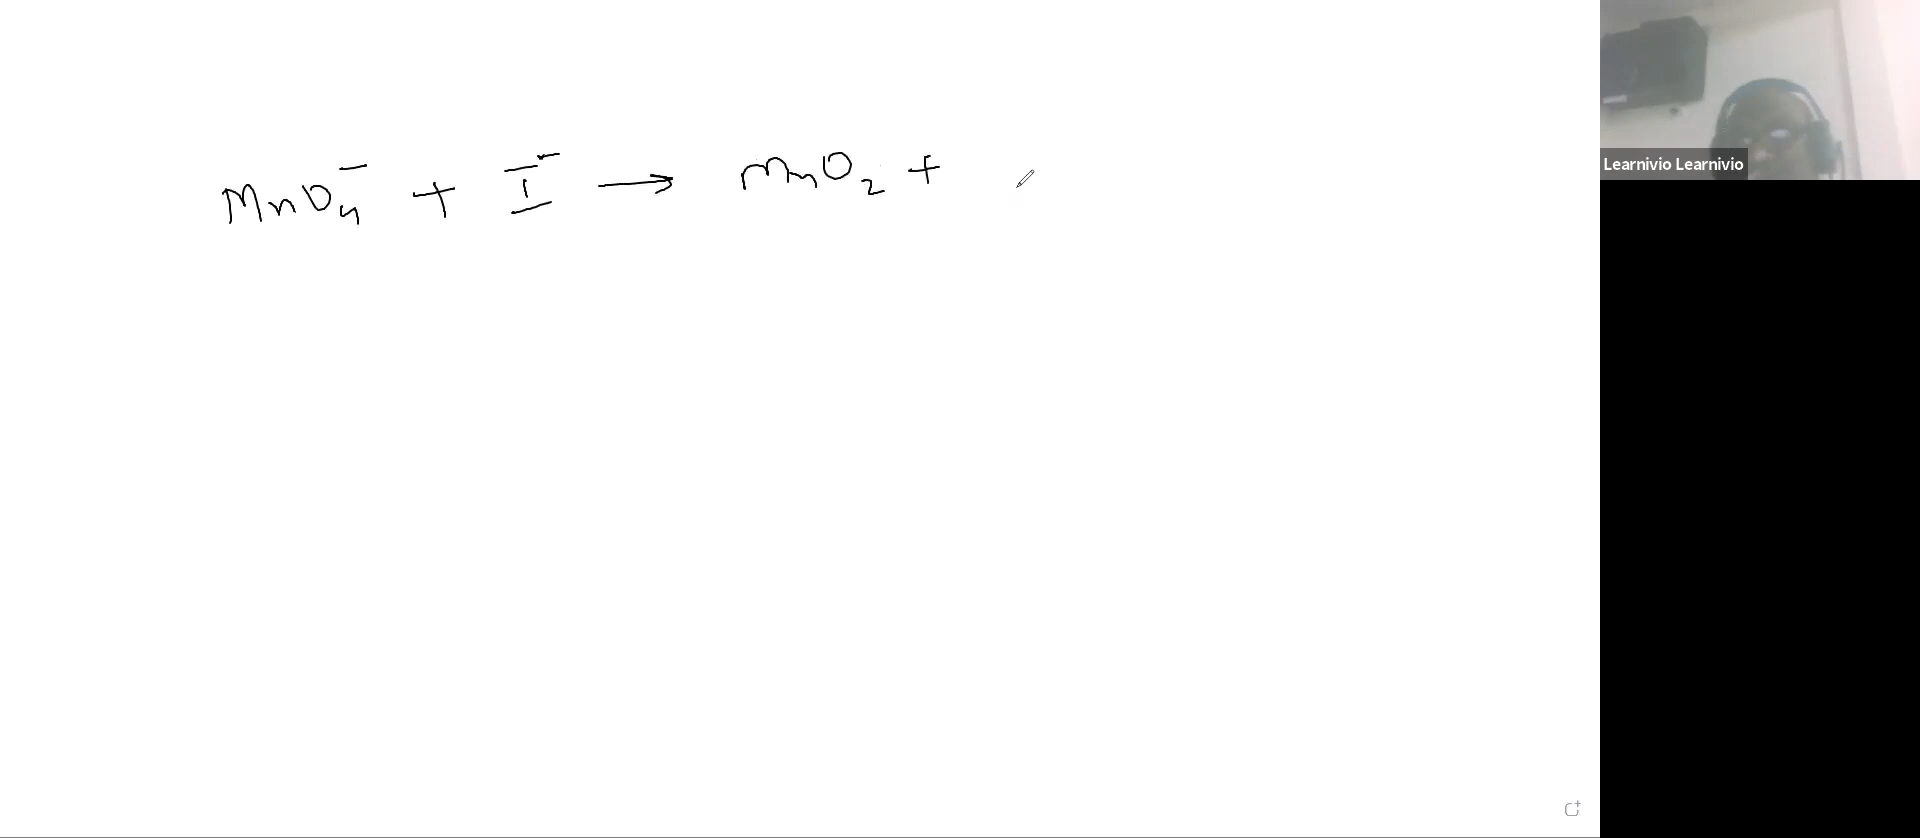 MnO₄⁻ + I⁻ → MnO₂ +
Learnivio Learnivio